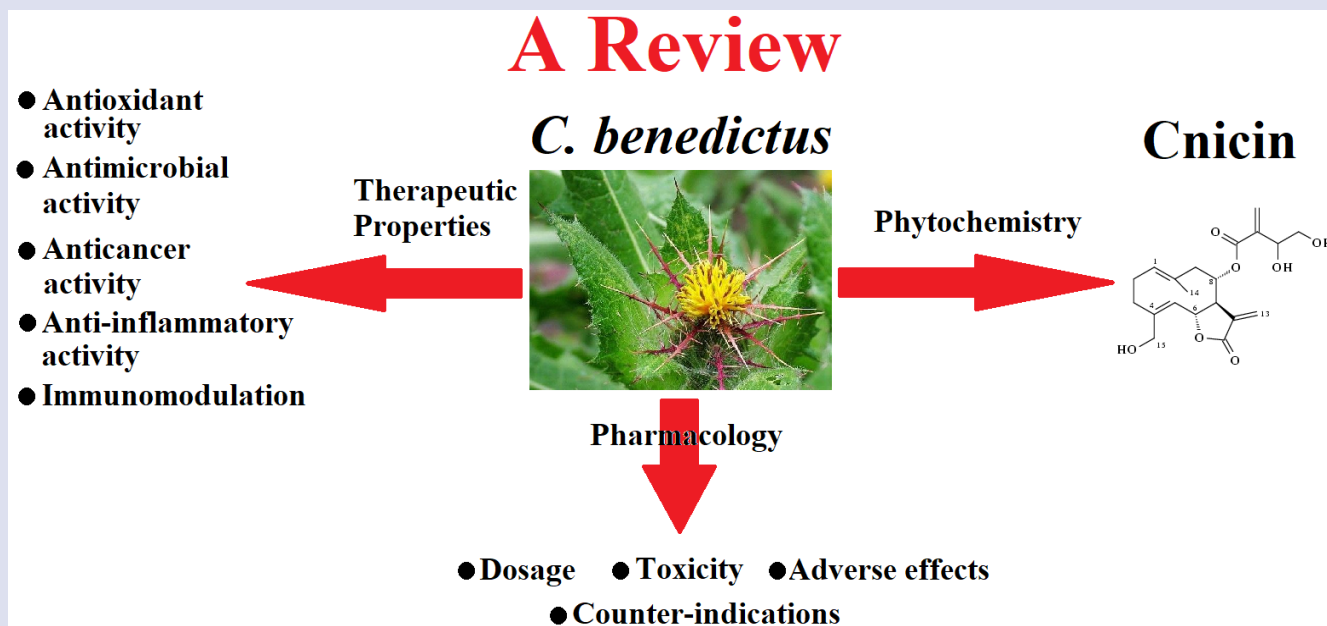 A Review
● Antioxidant
activity
● Antimicrobial
activity
● Anticancer
activity
● Anti-inflammatory
activity
● Immunomodulation
Therapeutic
Properties
C. benedictus
Phytochemistry
Cnicin
O
O
OH
OH
1
14
8
4
6
13
HO
15
O
O
Pharmacology
● Dosage ● Toxicity ● Adverse effects
● Counter-indications